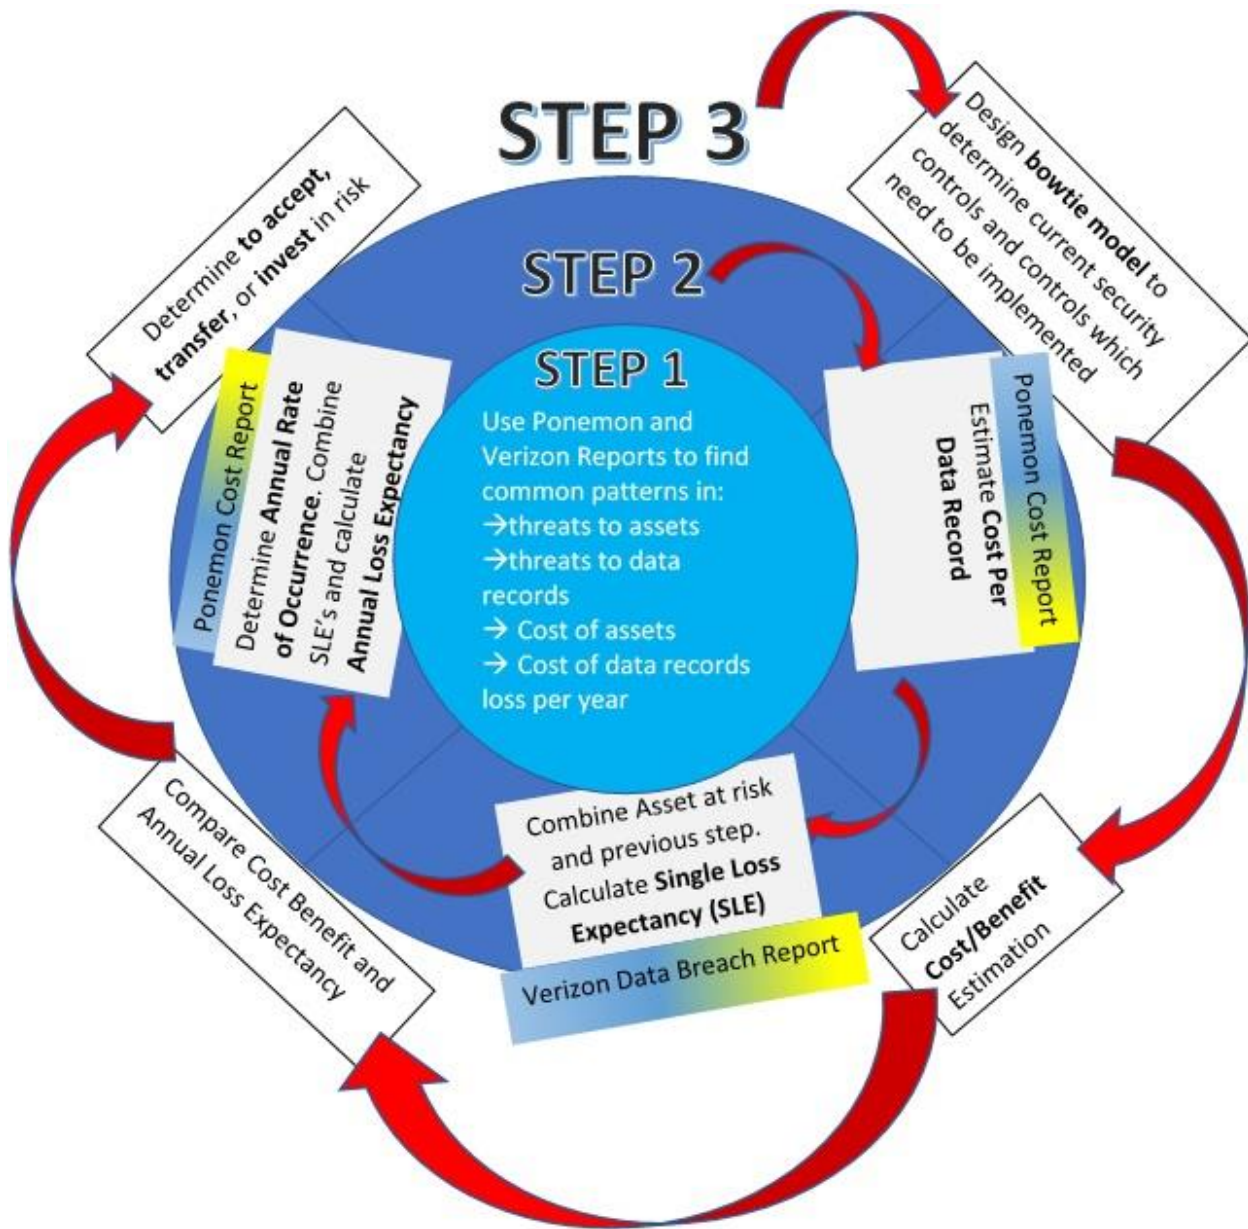 STEP 3
Design bowtie model to
determine current security
controls and controls which
need to be implemented
Calculate
Cost/Benefit
Estimation
Compare Cost Benefit and
Annual Loss Expectancy
Determine to accept,
transfer, or invest in risk
STEP 2
Estimate Cost Per
Data Record
Ponemon Cost Report
Combine Asset at risk
and previous step.
Calculate Single Loss
Expectancy (SLE)
Verizon Data Breach Report
Ponemon Cost Report
Determine Annual Rate
of Occurrence. Combine
SLE's and calculate
Annual Loss Expectancy
STEP 1
Use Ponemon and
Verizon Reports to find
common patterns in:
→threats to assets
→threats to data
records
→ Cost of assets
→ Cost of data records
loss per year